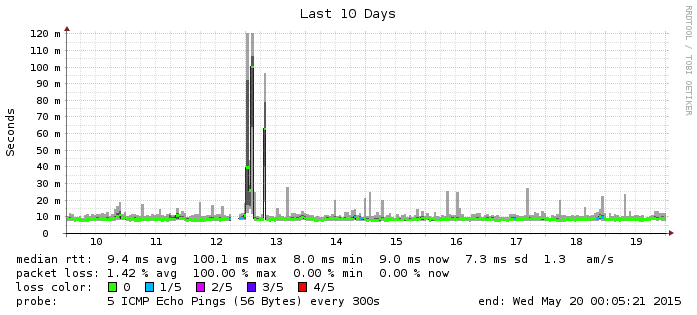 Last 10 Days
RRDTOOL / TOBI OETIKER
Seconds
120 m
110 m
100 m
90 m
80 m
70 m
60 m
50 m
40 m
30 m
20 m
10 m
0
10 11 12 13 14 15 16 17 18 19
median rtt: 9.4 ms avg 100.1 ms max 8.0 ms min 9.0 ms now 7.3 ms sd 1.3 am/s
packet loss: 1.42 % avg 100.00 % max 0.00 % min 0.00 % now
loss color: 0 1/5 2/5 3/5 4/5
probe: 5 ICMP Echo Pings (56 Bytes) every 300s end: Wed May 20 00:05:21 2015